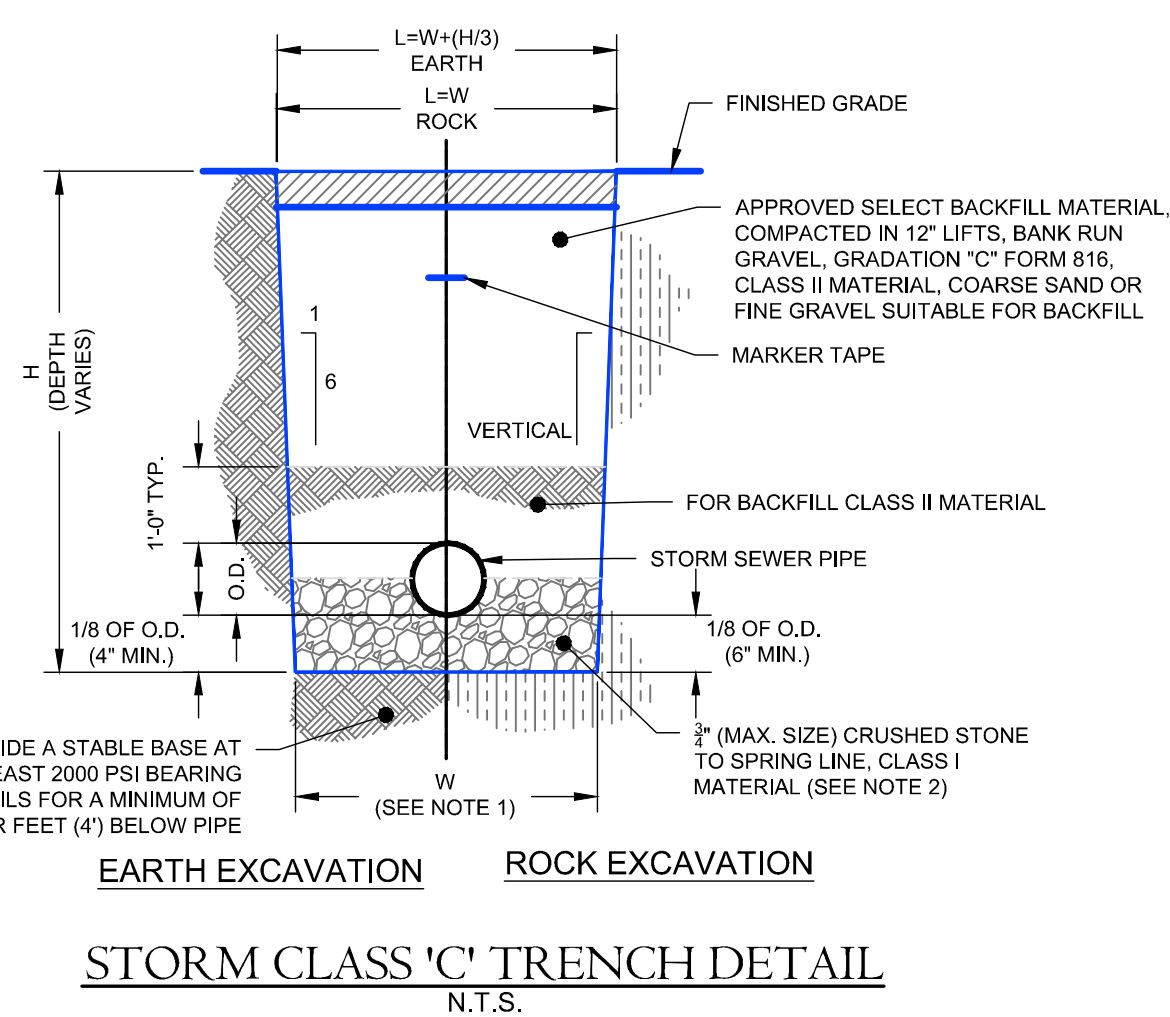 L=W+(H/3)
EARTH
L=W
ROCK
FINISHED GRADE
APPROVED SELECT BACKFILL MATERIAL,
COMPACTED IN 12" LIFTS, BANK RUN
GRAVEL, GRADATION "C" FORM 816,
CLASS II MATERIAL, COARSE SAND OR
FINE GRAVEL SUITABLE FOR BACKFILL
MARKER TAPE
H
(DEPTH
VARIES)
1
6
VERTICAL
1'-0" TYP.
O.D.
FOR BACKFILL CLASS II MATERIAL
STORM SEWER PIPE
1/8 OF O.D.
(4" MIN.)
1/8 OF O.D.
(6" MIN.)
IDE A STABLE BASE AT
EAST 2000 PSI BEARING
ILS FOR A MINIMUM OF
R FEET (4') BELOW PIPE
3/4" (MAX. SIZE) CRUSHED STONE
TO SPRING LINE, CLASS I
MATERIAL (SEE NOTE 2)
W
(SEE NOTE 1)
EARTH EXCAVATION
ROCK EXCAVATION
STORM CLASS 'C' TRENCH DETAIL
N.T.S.